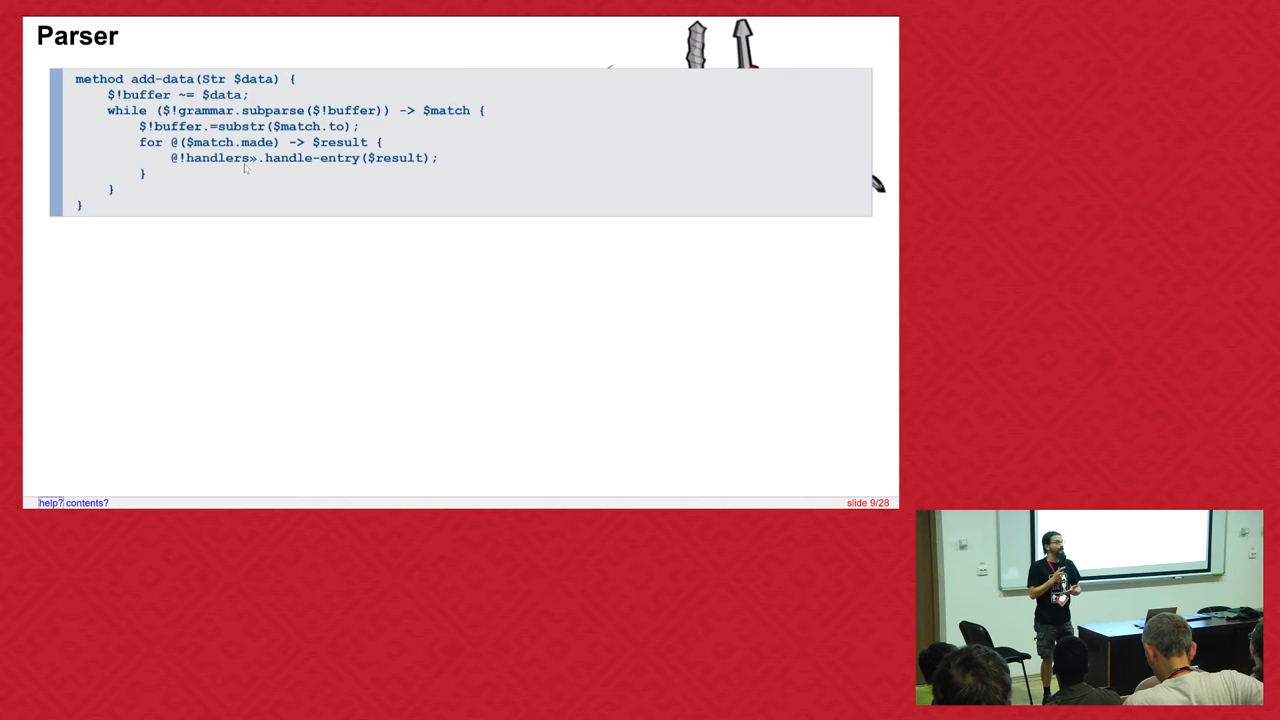 Parser
method add-data(Str $data) {
$!buffer ~= $data;
while ($!grammar.subparse($!buffer)) -> $match {
$!buffer.=substr($match.to);
for @($match.made) -> $result {
@!handlers».handle-entry($result);
}
}
}
help? contents?
slide 9/28